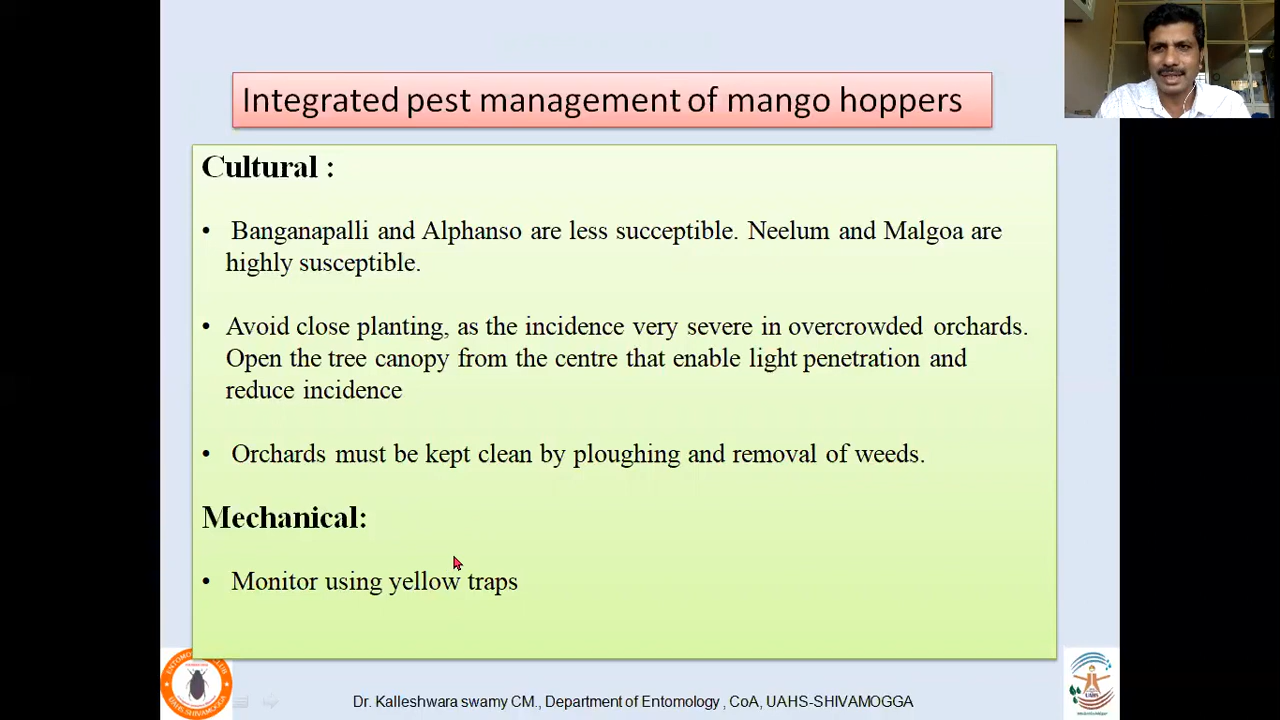 Integrated pest management of mango hoppers
Cultural :
• Banganapalli and Alphanso are less succeptible. Neelum and Malgoa are
highly susceptible.
• Avoid close planting, as the incidence very severe in overcrowded orchards.
Open the tree canopy from the centre that enable light penetration and
reduce incidence
• Orchards must be kept clean by ploughing and removal of weeds.
Mechanical:
• Monitor using yellow traps
UAHS-SHIVAMOGGA
UAHS
Dr. Kalleshwara swamy CM., Department of Entomology , CoA, UAHS-SHIVAMOGGA